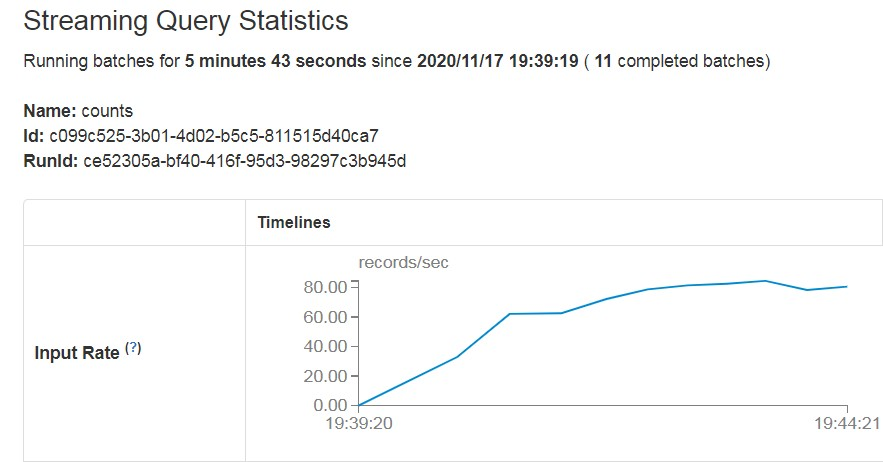 Streaming Query Statistics
Running batches for 5 minutes 43 seconds since 2020/11/17 19:39:19 ( 11 completed batches)
Name: counts
Id: c099c525-3b01-4d02-b5c5-811515d40ca7
RunId: ce52305a-bf40-416f-95d3-98297c3b945d
Timelines
Input Rate (?)
records/sec
80.00
60.00
40.00
20.00
0.00
19:39:20
19:44:21